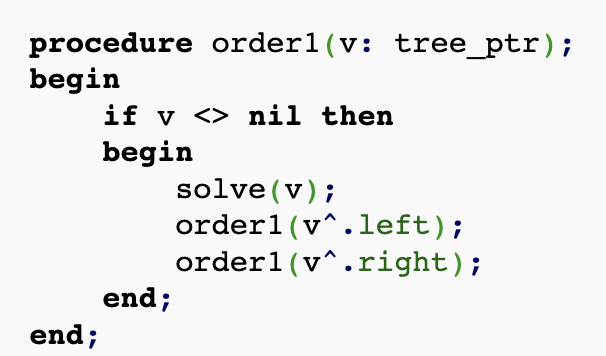 procedure order1(v: tree_ptr);
begin
     if v <> nil then
     begin
          solve(v);
          order1(v^.left);
          order1(v^.right);
     end;
end;